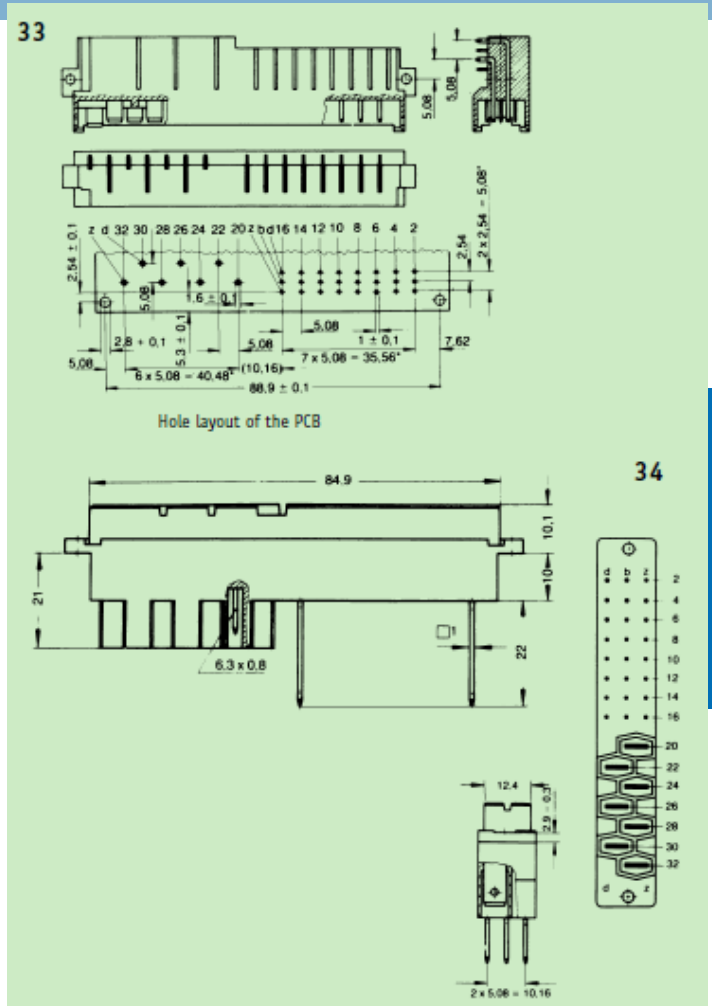 33
5,08
5,08
z d 32 30 28 26 24 22 20 z b d 16 14 12 10 8 6 4 2
2,54 ± 0,1
5,08
,6 ± 0,1
5,3 ± 0,1
2,54
2 x 2,54 = 5,08"
2,8 + 0,1
5,08
5,08
1 ± 0,1
7,62
5,08
6 x 5,08 = 40,48"
(10,16)
7 x 5,08 = 35,56"
88,9 ± 0,1
Hole layout of the PCB
34
84.9
10,1
10
21
6.3 x 0,8
□1
22
d b z
2
4
6
8
10
12
14
16
20
22
24
26
28
30
32
d z
12.4
2,9 - 0,3
2 x 5,08 = 10,16